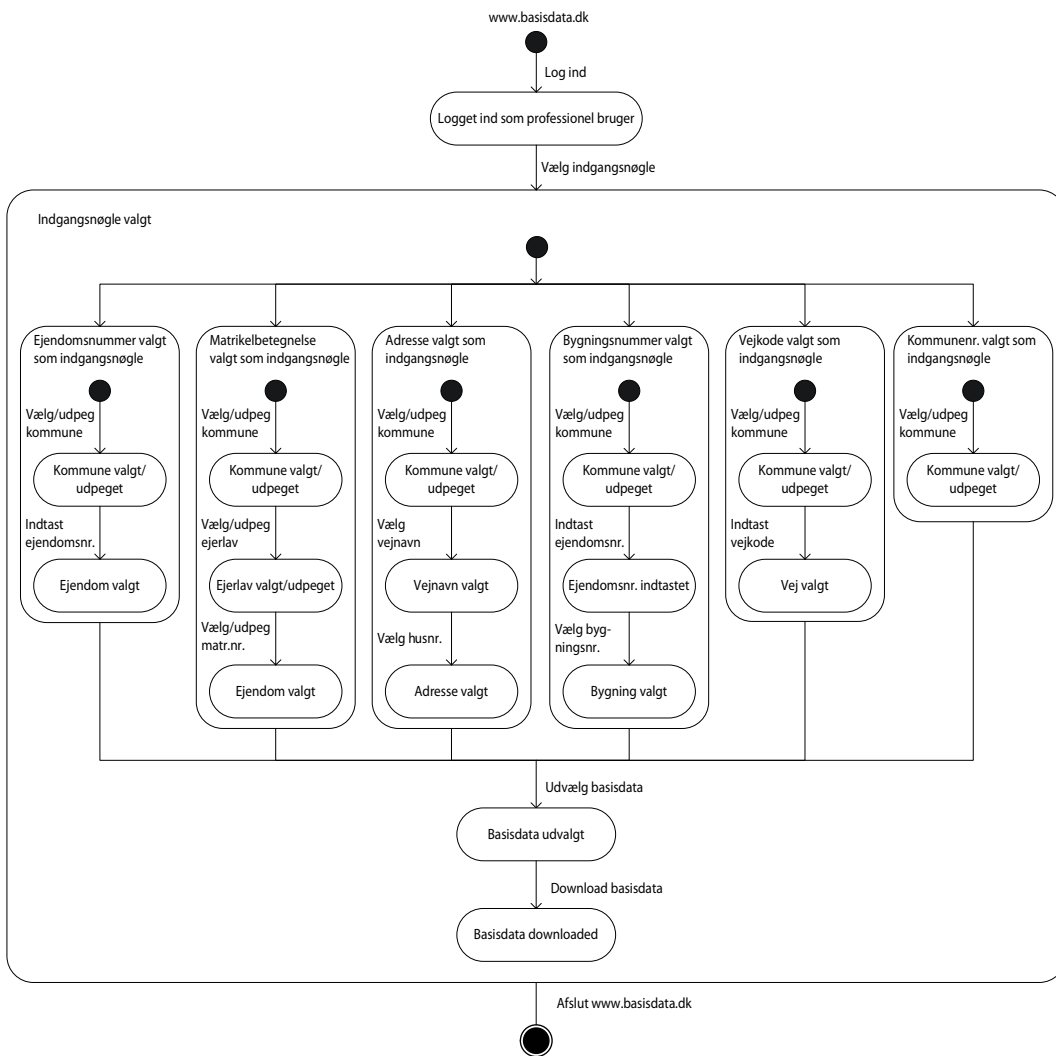 www.basisdata.dk
Log ind
Logget ind som professionel bruger
Vælg indgangsnøgle
Indgangsnøgle valgt
Ejendomsnummer valgt
som indgangsnøgle
Vælg/udpeg
kommune
Kommune valgt/
udpeget
Indtast
ejendomsnr.
Ejendom valgt
Matrikelbetegnelse
valgt som indgangsnøgle
Vælg/udpeg
kommune
Kommune valgt/
udpeget
Vælg/udpeg
ejerlav
Ejerlav valgt/udpeget
Vælg/udpeg
matr.nr.
Ejendom valgt
Adresse valgt som
indgangsnøgle
Vælg/udpeg
kommune
Kommune valgt/
udpeget
Vælg
vejnavn
Vejnavn valgt
Vælg husnr.
Adresse valgt
Bygningsnummer valgt
som indgangsnøgle
Vælg/udpeg
kommune
Kommune valgt/
udpeget
Indtast
ejendomsnr.
Ejendomsnr. indtastet
Vælg byg-
ningsnr.
Bygning valgt
Vejkode valgt som
indgangsnøgle
Vælg/udpeg
kommune
Kommune valgt/
udpeget
Indtast
vejkode
Vej valgt
Kommunenr. valgt som
indgangsnøgle
Vælg/udpeg
kommune
Kommune valgt/
udpeget
Udvælg basisdata
Basisdata udvalgt
Download basisdata
Basisdata downloaded
Afslut www.basisdata.dk